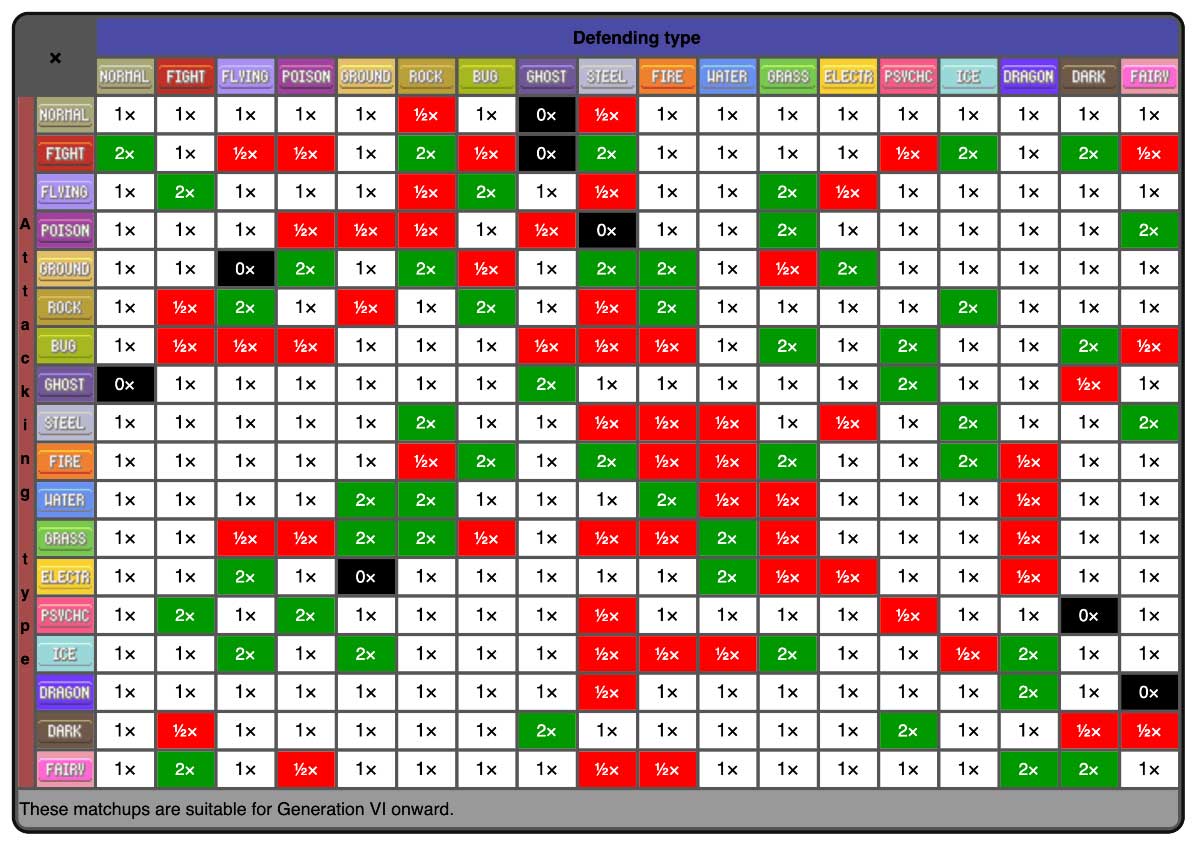 ×
Defending type
NORMAL FIGHT FLYING POISON GROUND ROCK BUG GHOST STEEL FIRE WATER GRASS ELECTR PSYCHC ICE DRAGON DARK FAIRY
Attacking type
NORMAL 1× 1× 1× 1× 1× ½× 1× 0× ½× 1× 1× 1× 1× 1× 1× 1× 1× 1×
FIGHT 2× 1× ½× ½× 1× 2× ½× 0× 2× 1× 1× 1× 1× ½× 2× 1× 2× ½×
FLYING 1× 2× 1× 1× 1× ½× 2× 1× ½× 1× 1× 2× ½× 1× 1× 1× 1× 1×
POISON 1× 1× 1× ½× ½× ½× 1× ½× 0× 1× 1× 2× 1× 1× 1× 1× 1× 2×
GROUND 1× 1× 0× 2× 1× 2× ½× 1× 2× 2× 1× ½× 2× 1× 1× 1× 1× 1×
ROCK 1× ½× 2× 1× ½× 1× 2× 1× ½× 2× 1× 1× 1× 1× 2× 1× 1× 1×
BUG 1× ½× ½× ½× 1× 1× 1× ½× ½× ½× 1× 2× 1× 2× 1× 1× 2× ½×
GHOST 0× 1× 1× 1× 1× 1× 1× 2× 1× 1× 1× 1× 1× 2× 1× 1× ½× 1×
STEEL 1× 1× 1× 1× 1× 2× 1× 1× ½× ½× ½× 1× ½× 1× 2× 1× 1× 2×
FIRE 1× 1× 1× 1× 1× ½× 2× 1× 2× ½× ½× 2× 1× 1× 2× ½× 1× 1×
WATER 1× 1× 1× 1× 2× 2× 1× 1× 1× 2× ½× ½× 1× 1× 1× ½× 1× 1×
GRASS 1× 1× ½× ½× 2× 2× ½× 1× ½× ½× 2× ½× 1× 1× 1× ½× 1× 1×
ELECTR 1× 1× 2× 1× 0× 1× 1× 1× 1× 1× 2× ½× ½× 1× 1× ½× 1× 1×
PSYCHC 1× 2× 1× 2× 1× 1× 1× 1× ½× 1× 1× 1× 1× ½× 1× 1× 0× 1×
ICE 1× 1× 2× 1× 2× 1× 1× 1× ½× ½× ½× 2× 1× 1× ½× 2× 1× 1×
DRAGON 1× 1× 1× 1× 1× 1× 1× 1× ½× 1× 1× 1× 1× 1× 1× 2× 1× 0×
DARK 1× ½× 1× 1× 1× 1× 1× 2× 1× 1× 1× 1× 1× 2× 1× 1× ½× ½×
FAIRY 1× 2× 1× ½× 1× 1× 1× 1× ½× ½× 1× 1× 1× 1× 1× 2× 2× 1×
These matchups are suitable for Generation VI onward.